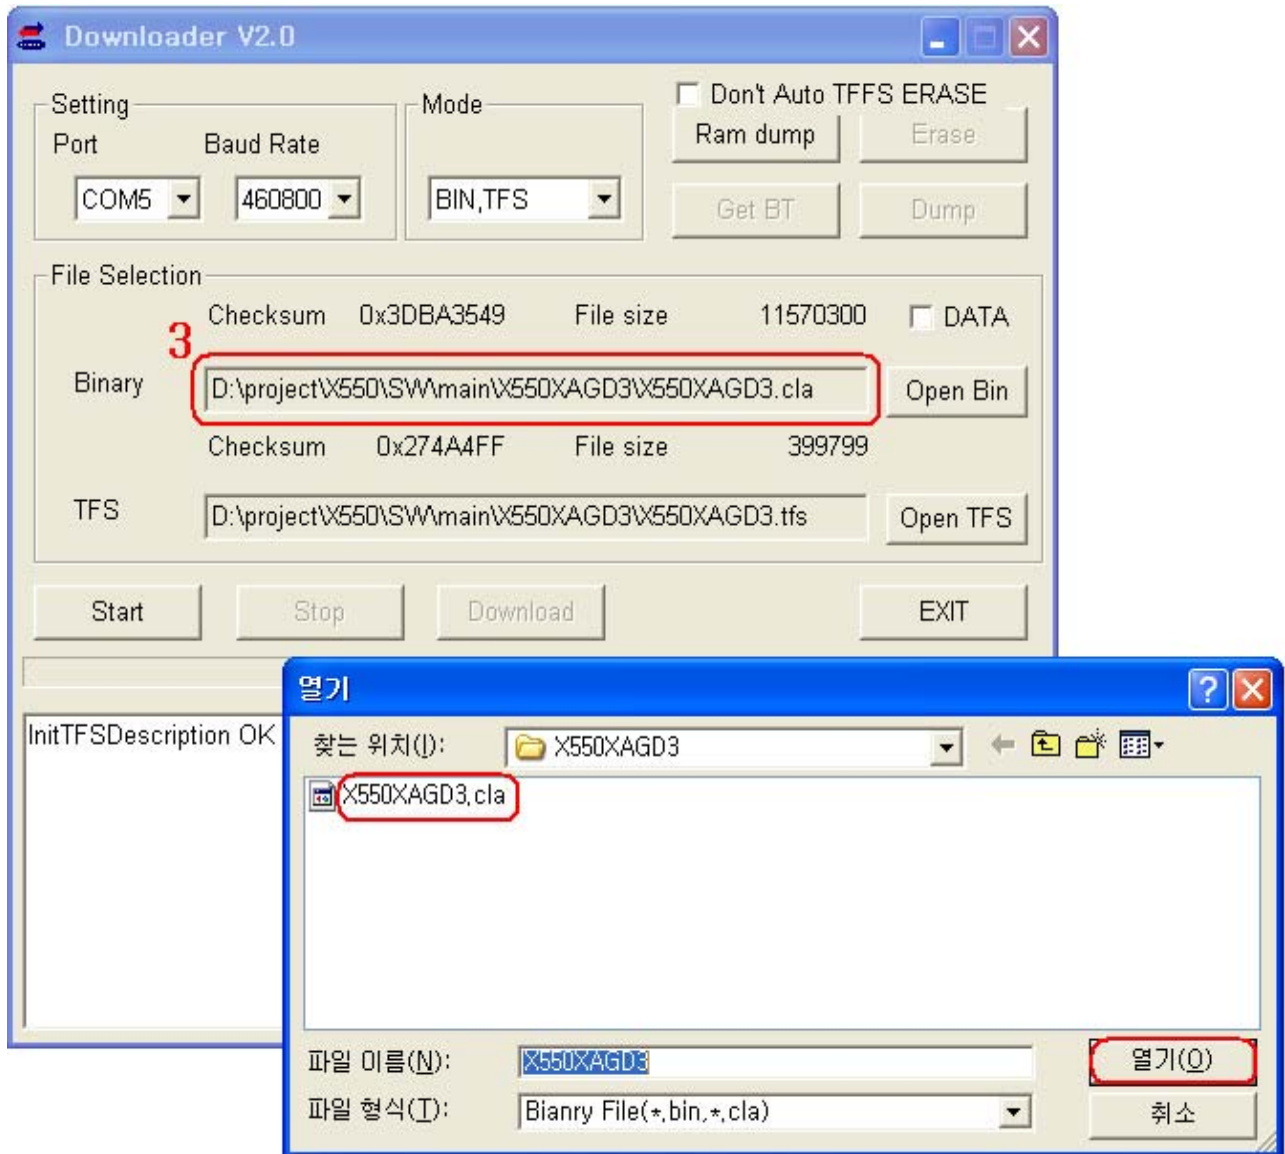 Downloader V2.0
Setting
Mode
Don't Auto TFFS ERASE
Port Baud Rate
Ram dump Erase
COM5 460800 BIN,TFS
Get BT Dump
File Selection
Checksum 0x3DBA3549 File size 11570300 DATA
3
Binary D:\project\X550\SW\main\X550XAGD3\X550XAGD3.cla Open Bin
Checksum 0x274A4FF File size 399799
TFS D:\project\X550\SW\main\X550XAGD3\X550XAGD3.tfs Open TFS
Start Stop Download EXIT
InitTFSDescription OK
열기
찾는 위치(I): X550XAGD3
X550XAGD3.cla
파일 이름(N): X550XAGD3 열기(O)
파일 형식(T): Bianry File(*.bin,*.cla) 취소